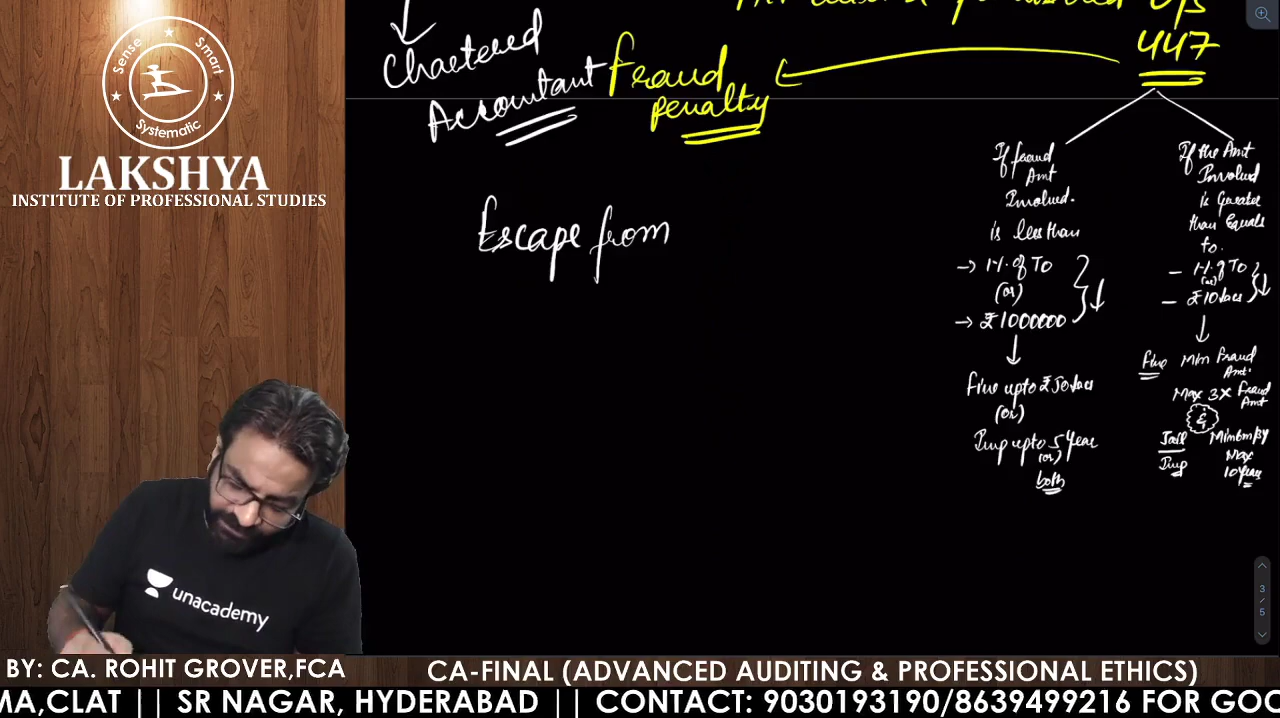 Sense
Smart
Systematic
LAKSHYA
INSTITUTE OF PROFESSIONAL STUDIES
u/s
447
Chartered
Accountant
fraud
penalty
Escape from
If fraud
Amt
Involved.
is less than
→ 1% of TO
(or)
→ ₹1000000
Fine upto ₹50 lacs
(or)
Imp upto 5 year
(or)
both
If the Amt
Involved
is Greater
than Equals
to.
- 1% of TO
(or)
- ₹10 lacs
Fine Min Fraud
Amt.
Max 3X Fraud
Amt
&
Jail Min 6m
Imp Max
10 years
unacademy
BY: CA. ROHIT GROVER,FCA
CA-FINAL (ADVANCED AUDITING & PROFESSIONAL ETHICS)
MA,CLAT || SR NAGAR, HYDERABAD || CONTACT: 9030193190/8639499216 FOR GOO
3
/
5